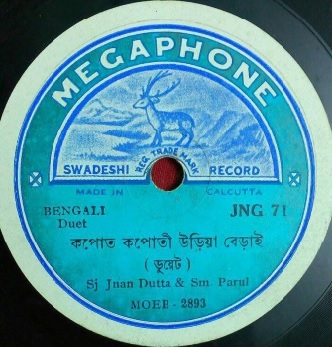 MEGAPHONE
REG TRADE MARK
SWADESHI RECORD
MADE IN CALCUTTA
BENGALI JNG 71
Duet
কপোত কপোতী উড়িয়া বেড়াই
( ডুয়েট )
Sj Jnan Dutta & Sm. Parul
MOEB - 2893